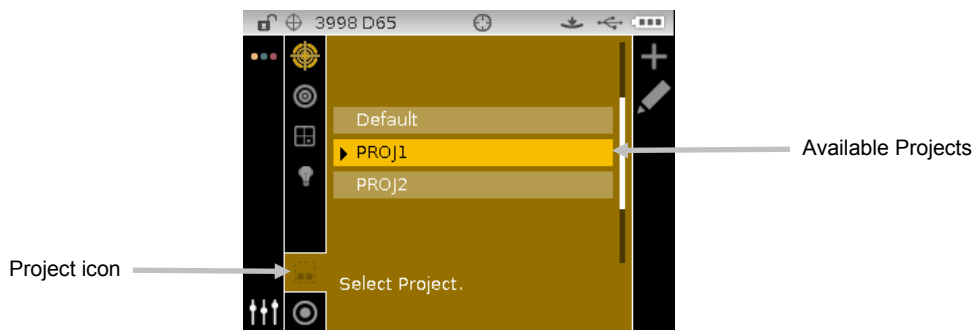 3998 D65
Default
PROJ1
Available Projects
PROJ2
Project icon
Select Project.